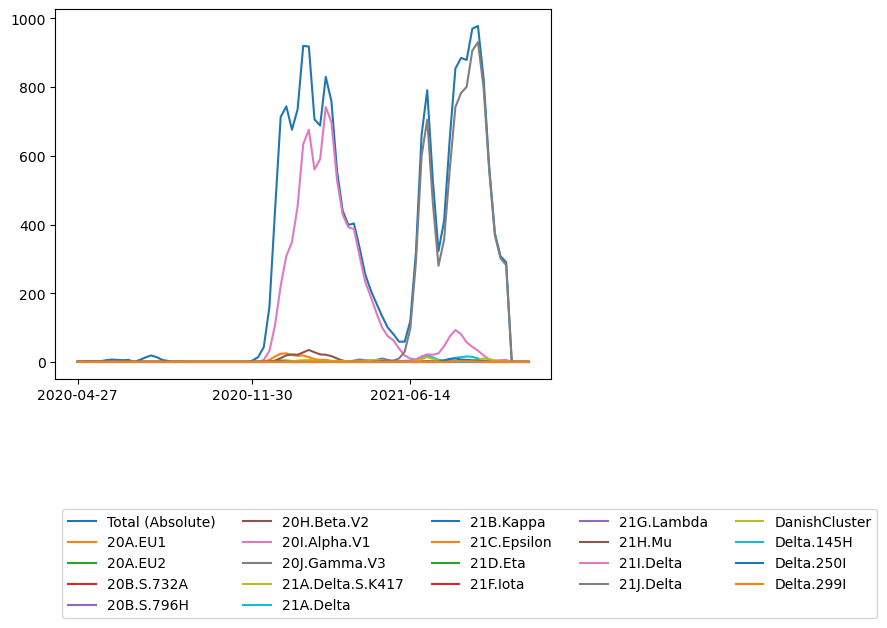 1000
800
600
400
200
0
2020-04-27 2020-11-30 2021-06-14
Total (Absolute) 20H.Beta.V2 21B.Kappa 21G.Lambda DanishCluster
20A.EU1 20I.Alpha.V1 21C.Epsilon 21H.Mu Delta.145H
20A.EU2 20J.Gamma.V3 21D.Eta 21I.Delta Delta.250I
20B.S.732A 21A.Delta.S.K417 21F.Iota 21J.Delta Delta.299I
20B.S.796H 21A.Delta